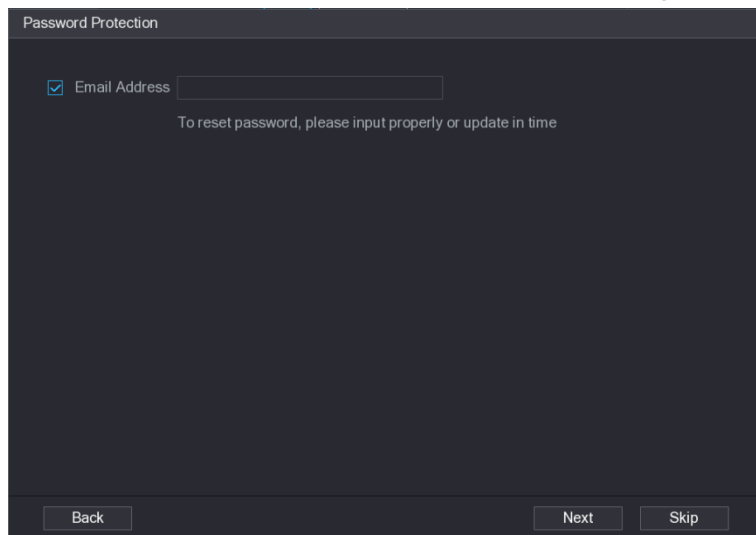 Password Protection
Email Address
To reset password, please input properly or update in time
Back Next Skip